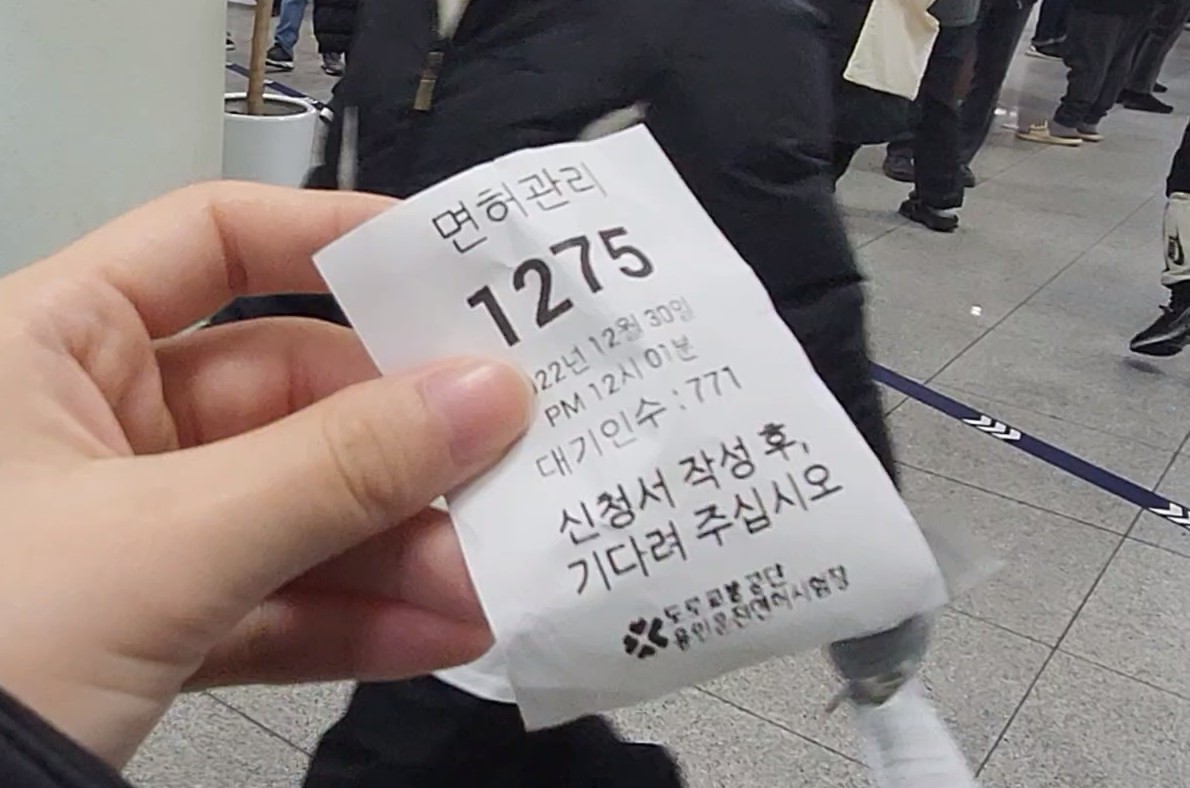 면허관리
1275
22년 12월 30일
PM 12시 01분
대기인수 : 771
신청서 작성 후,
기다려 주십시오
도로교통공단
용인운전면허시험장